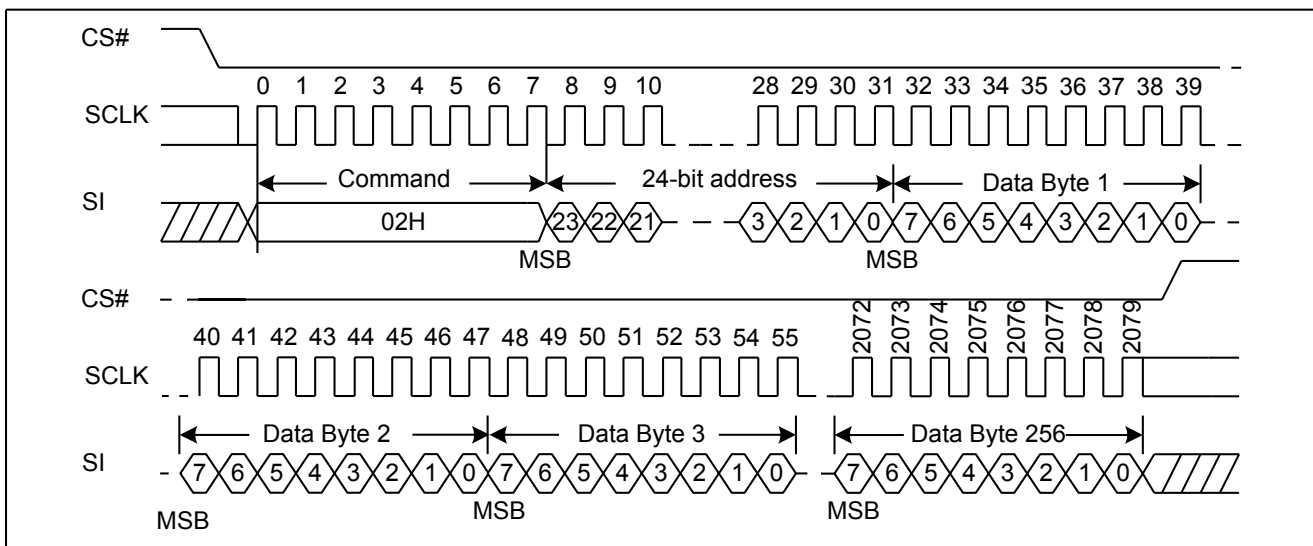 CS#
0 1 2 3 4 5 6 7 8 9 10 28 29 30 31 32 33 34 35 36 37 38 39
SCLK
Command 24-bit address Data Byte 1
SI
02H 23 22 21 3 2 1 0 7 6 5 4 3 2 1 0
MSB MSB
CS#
40 41 42 43 44 45 46 47 48 49 50 51 52 53 54 55 2072 2073 2074 2075 2076 2077 2078 2079
SCLK
Data Byte 2 Data Byte 3 Data Byte 256
SI
7 6 5 4 3 2 1 0 7 6 5 4 3 2 1 0 7 6 5 4 3 2 1 0
MSB MSB MSB